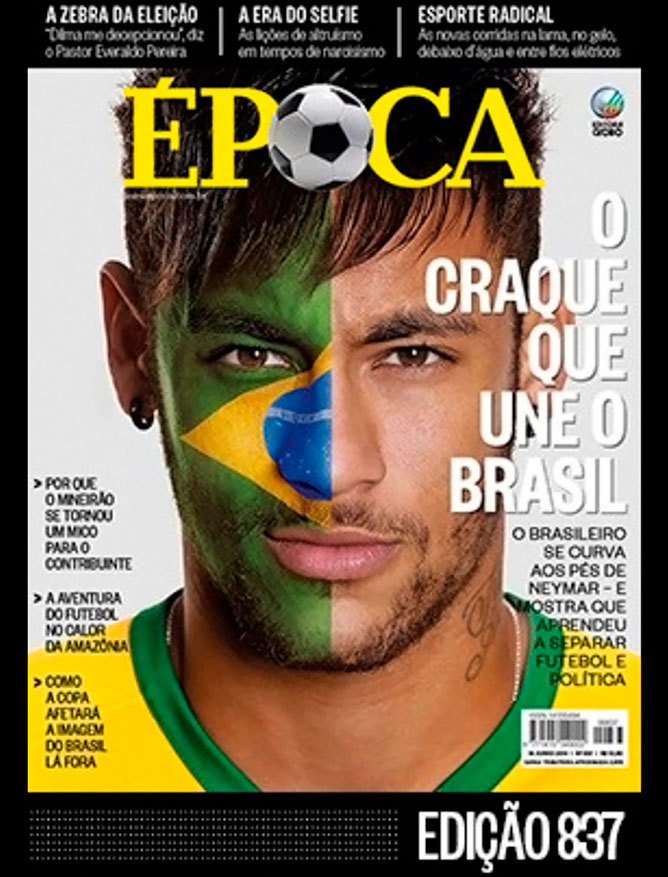 A ZEBRA DA ELEIÇÃO
"Dilma me decepcionou", diz
o Pastor Everaldo Pereira
A ERA DO SELFIE
As lições de altruísmo
em tempos de narcisismo
ESPORTE RADICAL
As novas corridas na lama, no gelo,
debaixo d'água e entre fios elétricos
ÉPOCA
EDITORA
GLOBO
O
CRAQUE
QUE
UNE O
BRASIL
O BRASILEIRO
SE CURVA
AOS PÉS DE
NEYMAR – E
MOSTRA QUE
APRENDEU
A SEPARAR
FUTEBOL E
POLÍTICA
> POR QUE
O MINEIRÃO
SE TORNOU
UM MICO
PARA O
CONTRIBUINTE
> A AVENTURA
DO FUTEBOL
NO CALOR
DA AMAZÔNIA
> COMO
A COPA
AFETARÁ
A IMAGEM
DO BRASIL
LÁ FORA
EDIÇÃO 837